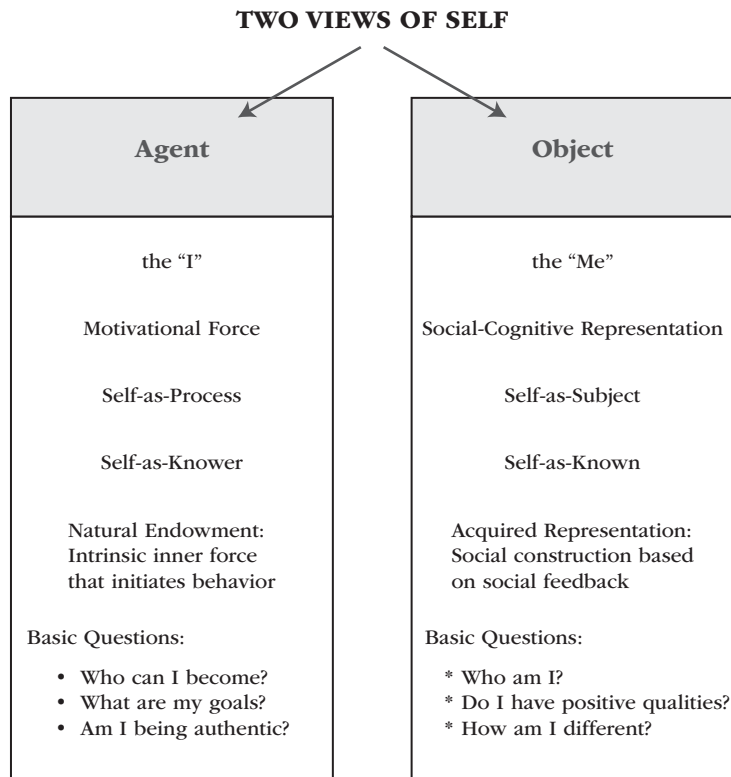 TWO VIEWS OF SELF
Agent
the “I”
Motivational Force
Self-as-Process
Self-as-Knower
Natural Endowment:
Intrinsic inner force
that initiates behavior
Basic Questions:
• Who can I become?
• What are my goals?
• Am I being authentic?
Object
the “Me”
Social-Cognitive Representation
Self-as-Subject
Self-as-Known
Acquired Representation:
Social construction based
on social feedback
Basic Questions:
* Who am I?
* Do I have positive qualities?
* How am I different?